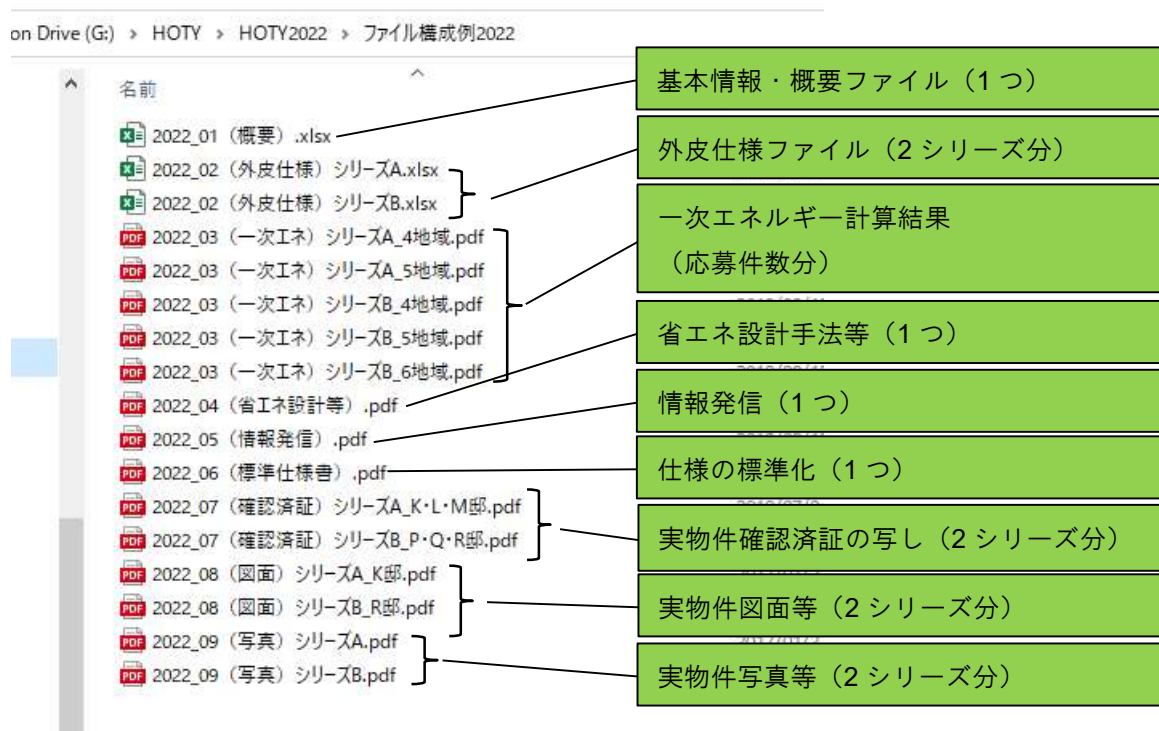 on Drive (G:) › HOTY › HOTY2022 › ファイル構成例2022
名前
2022_01（概要）.xlsx
2022_02（外皮仕様）シリーズA.xlsx
2022_02（外皮仕様）シリーズB.xlsx
2022_03（一次エネ）シリーズA_4地域.pdf
2022_03（一次エネ）シリーズA_5地域.pdf
2022_03（一次エネ）シリーズB_4地域.pdf
2022_03（一次エネ）シリーズB_5地域.pdf
2022_03（一次エネ）シリーズB_6地域.pdf
2022_04（省エネ設計等）.pdf
2022_05（情報発信）.pdf
2022_06（標準仕様書）.pdf
2022_07（確認済証）シリーズA_K・L・M邸.pdf
2022_07（確認済証）シリーズB_P・Q・R邸.pdf
2022_08（図面）シリーズA_K邸.pdf
2022_08（図面）シリーズB_R邸.pdf
2022_09（写真）シリーズA.pdf
2022_09（写真）シリーズB.pdf
基本情報・概要ファイル（1つ）
外皮仕様ファイル（2シリーズ分）
一次エネルギー計算結果
（応募件数分）
省エネ設計手法等（1つ）
情報発信（1つ）
仕様の標準化（1つ）
実物件確認済証の写し（2シリーズ分）
実物件図面等（2シリーズ分）
実物件写真等（2シリーズ分）